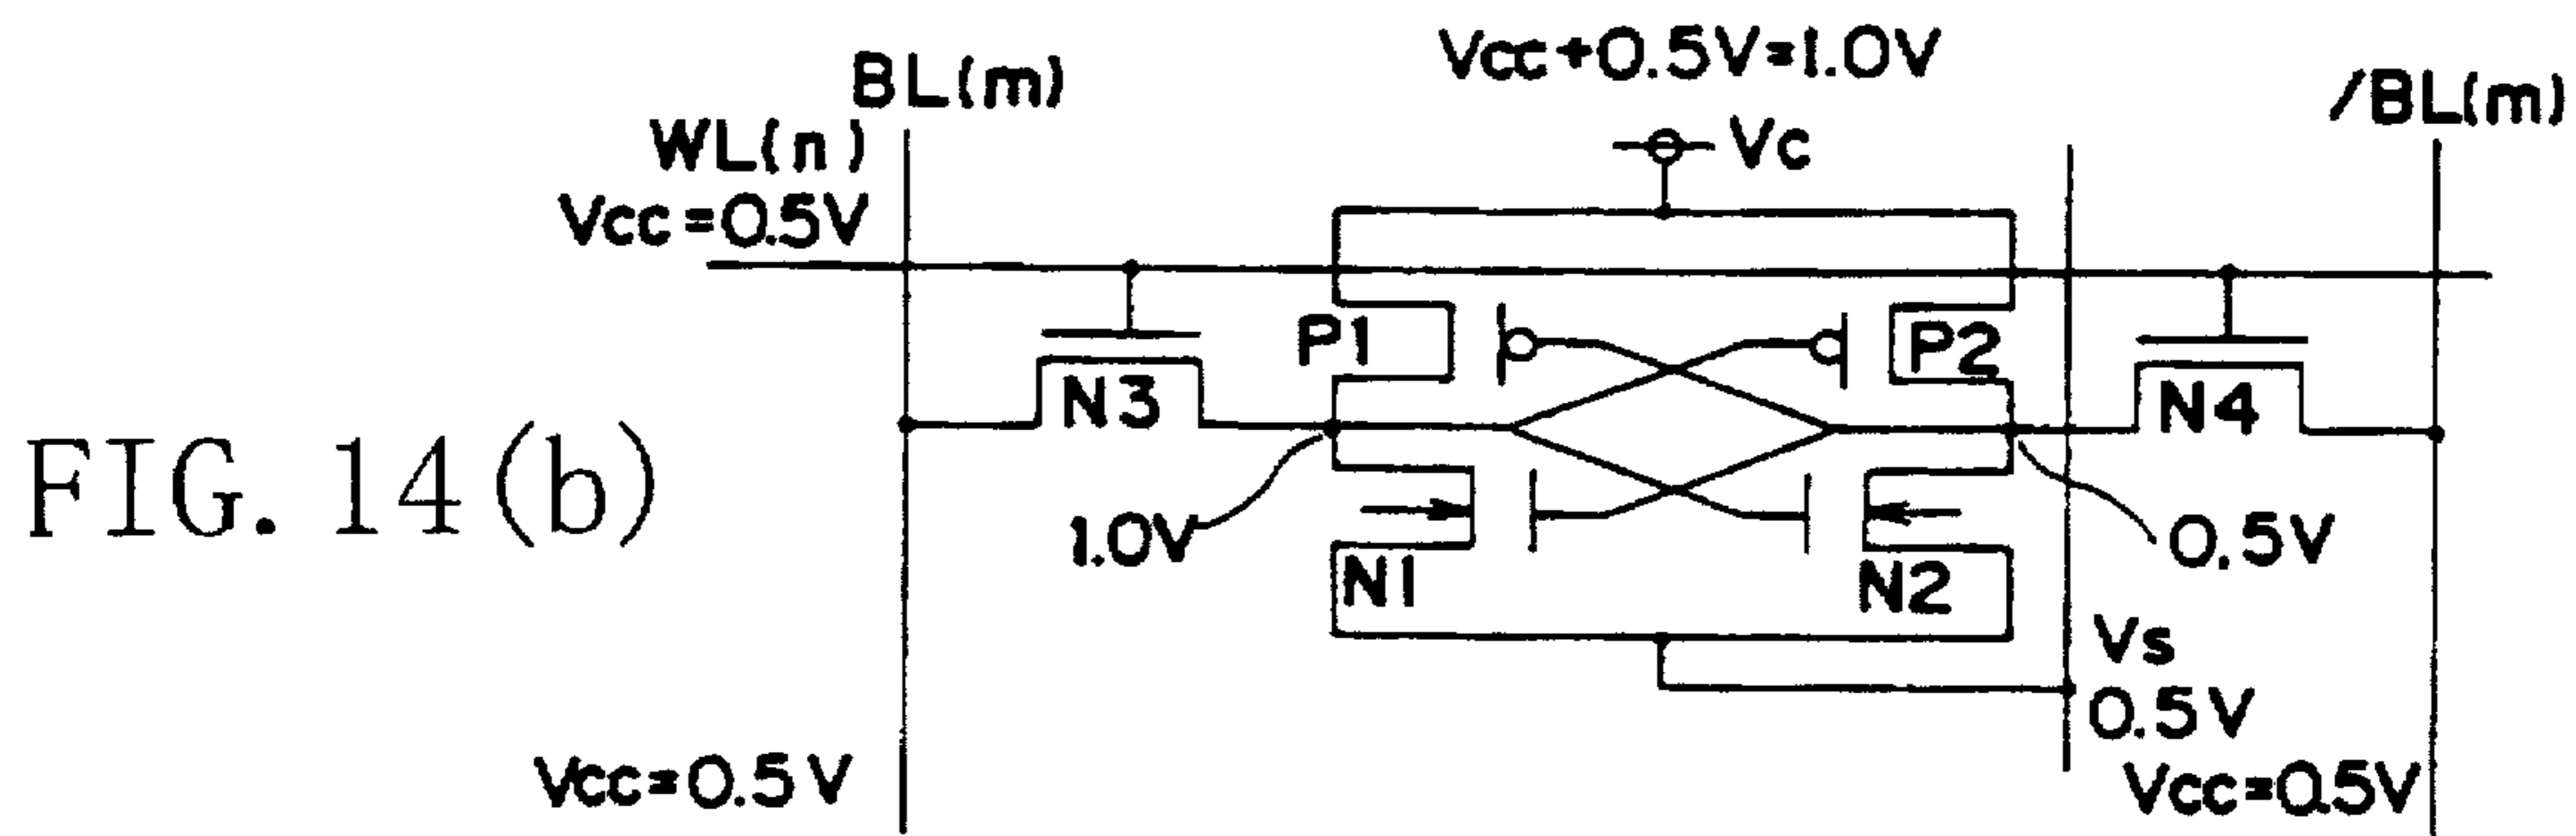 Vcc+0.5V=1.0V
BL(m)
/BL(m)
WL(n)
Vc
Vcc=0.5V
P1
P2
N3
N4
FIG. 14(b)
1.0V
0.5V
N1
N2
Vs
0.5V
Vcc=0.5V
Vcc=0.5V